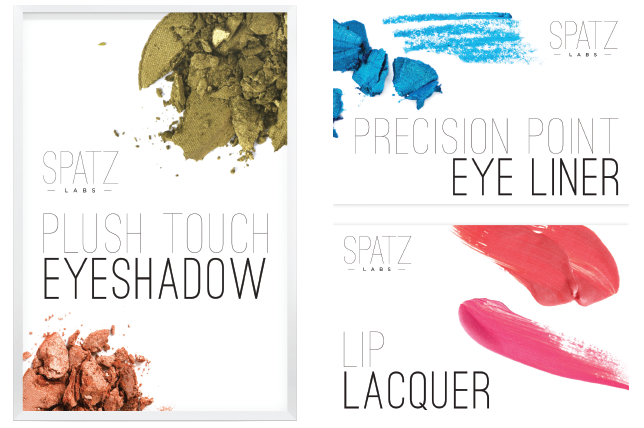 SPATZ
LABS
PLUSH TOUCH
EYESHADOW
SPATZ
LABS
PRECISION POINT
EYE LINER
SPATZ
LABS
LIP
LACQUER